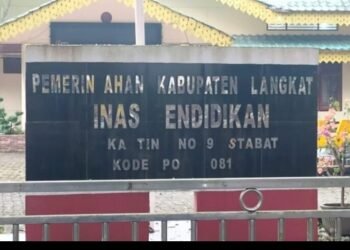 PEMERIN AHAN KABUPATEN LANGKAT
INAS ENDIDIKAN
KA TIN NO 9 STABAT
KODE PO 081